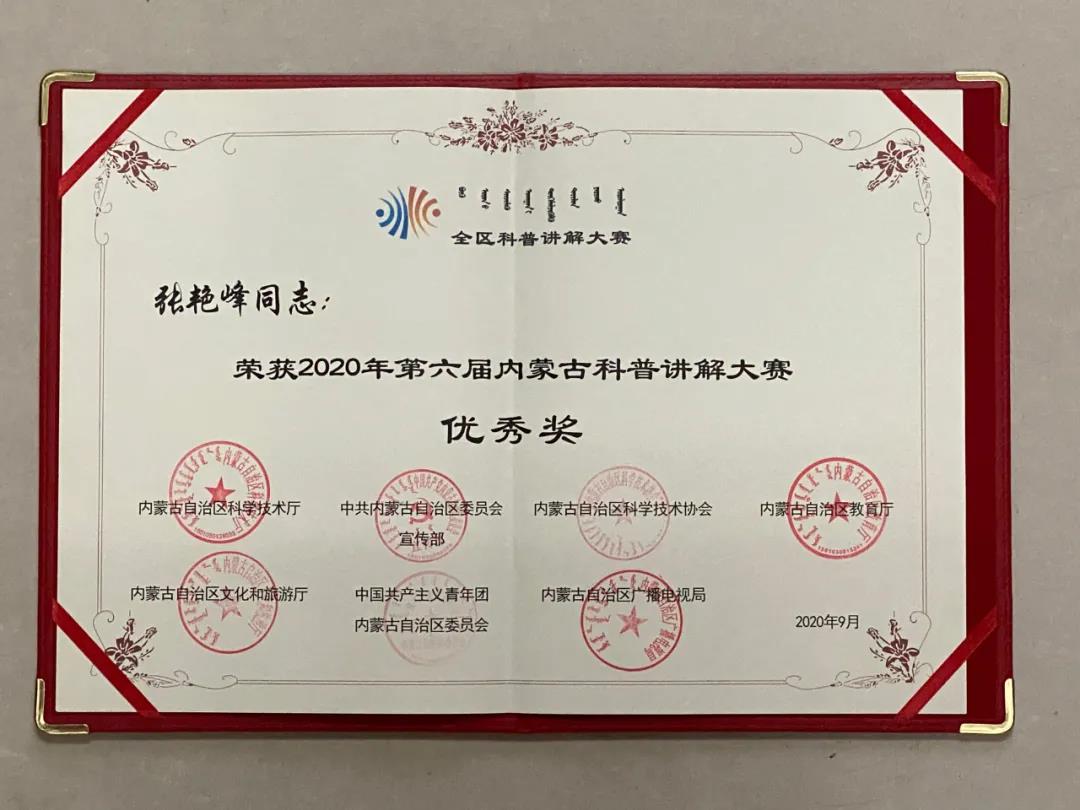 全区科普讲解大赛
张艳峰同志：
荣获2020年第六届内蒙古科普讲解大赛
优秀奖
内蒙古自治区科学技术厅
中共内蒙古自治区委员会
宣传部
内蒙古自治区科学技术协会
内蒙古自治区教育厅
内蒙古自治区文化和旅游厅
中国共产主义青年团
内蒙古自治区委员会
内蒙古自治区广播电视局
2020年9月